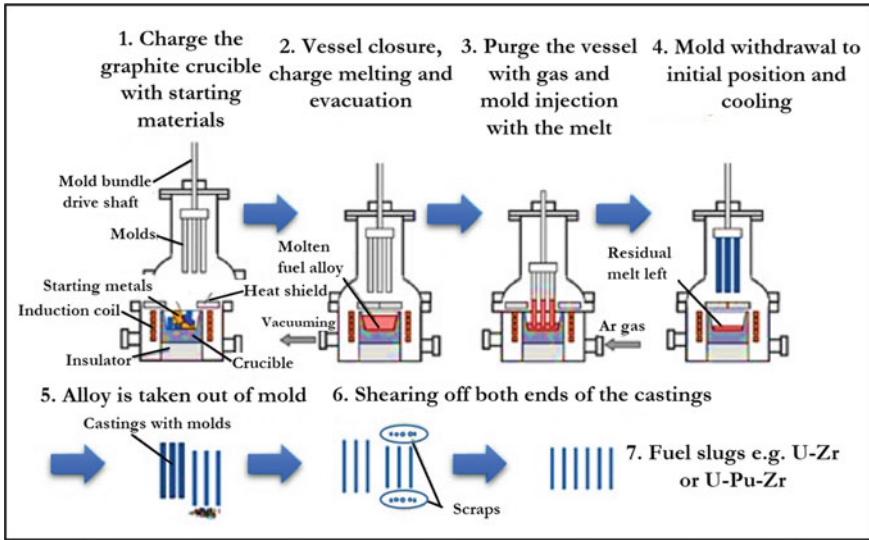 1. Charge the
graphite crucible
with starting
materials
2. Vessel closure,
charge melting and
evacuation
3. Purge the vessel
with gas and
mold injection
with the melt
4. Mold withdrawal to
initial position and
cooling
Mold bundle
drive shaft
Molds
Starting metals
Induction coil
Insulator
Heat shield
Crucible
Molten
fuel alloy
Vacuuming
Ar gas
Residual
melt left
5. Alloy is taken out of mold
Castings with molds
6. Shearing off both ends of the castings
Scraps
7. Fuel slugs e.g. U-Zr
or U-Pu-Zr